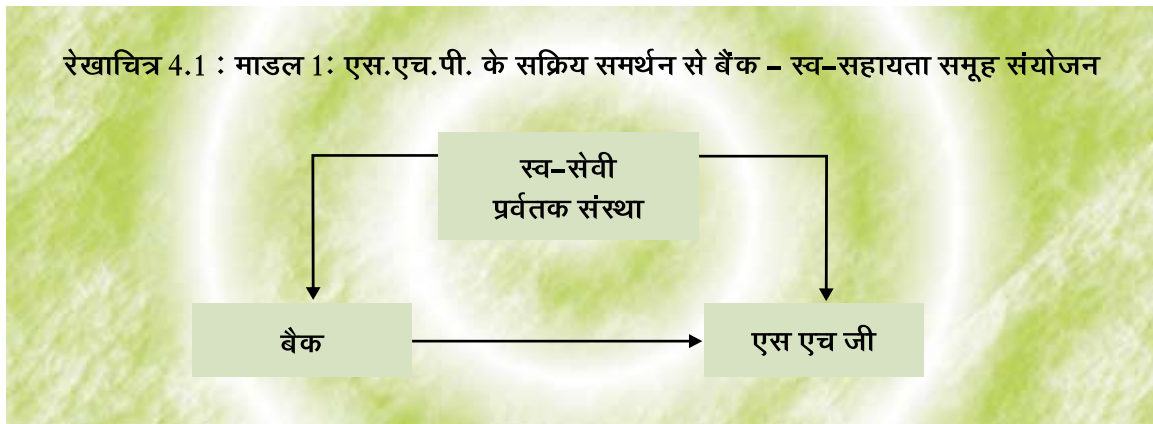 रेखाचित्र 4.1 : माडल 1: एस.एच.पी. के सक्रिय समर्थन से बैंक – स्व–सहायता समूह संयोजन
स्व–सेवी
प्रर्वतक संस्था
बैक
एस एच जी